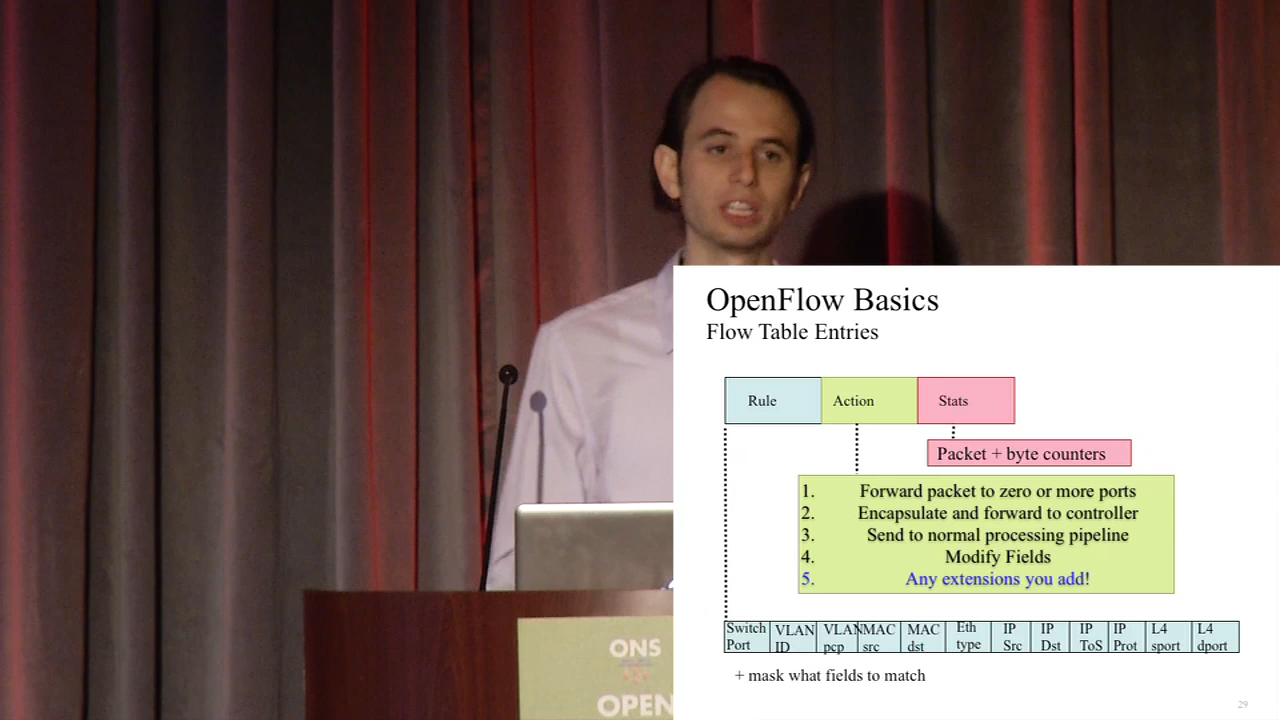 OpenFlow Basics
Flow Table Entries
Rule Action Stats
Packet + byte counters
1. Forward packet to zero or more ports
2. Encapsulate and forward to controller
3. Send to normal processing pipeline
4. Modify Fields
5. Any extensions you add!
Switch Port
VLAN ID
VLAN pcp
MAC src
MAC dst
Eth type
IP Src
IP Dst
IP ToS
IP Prot
L4 sport
L4 dport
+ mask what fields to match
29
ONS
OPEN